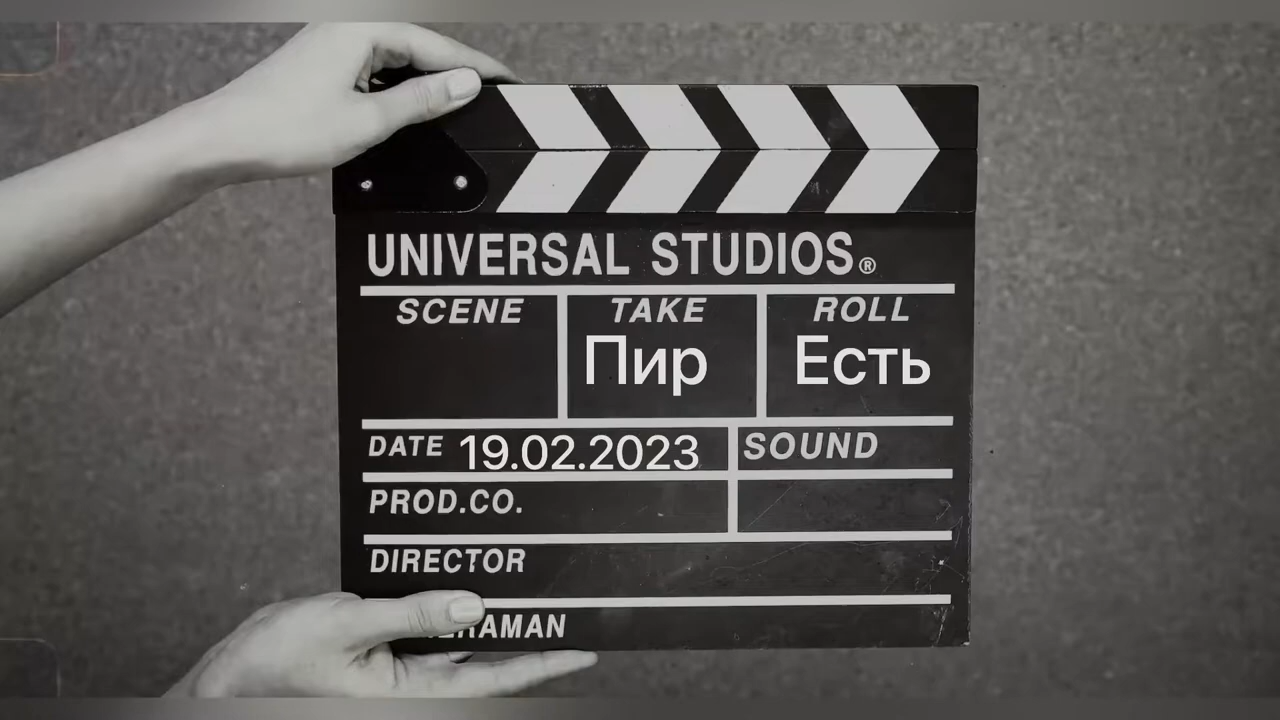 UNIVERSAL STUDIOS®
SCENE TAKE ROLL
Пир Есть
DATE 19.02.2023 SOUND
PROD.CO.
DIRECTOR